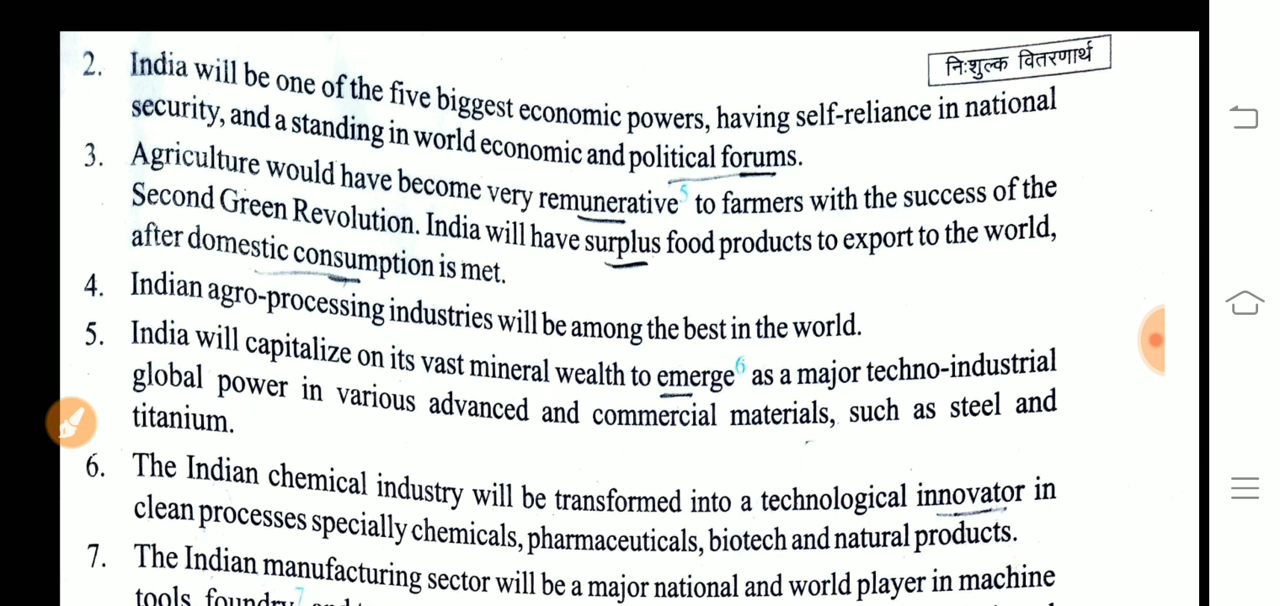 निःशुल्क वितरणार्थ
2. India will be one of the five biggest economic powers, having self-reliance in national
security, and a standing in world economic and political forums.
3. Agriculture would have become very remunerative⁵ to farmers with the success of the
Second Green Revolution. India will have surplus food products to export to the world,
after domestic consumption is met.
4. Indian agro-processing industries will be among the best in the world.
5. India will capitalize on its vast mineral wealth to emerge⁶ as a major techno-industrial
global power in various advanced and commercial materials, such as steel and
titanium.
6. The Indian chemical industry will be transformed into a technological innovator in
clean processes specially chemicals, pharmaceuticals, biotech and natural products.
7. The Indian manufacturing sector will be a major national and world player in machine
tools, foundry⁷